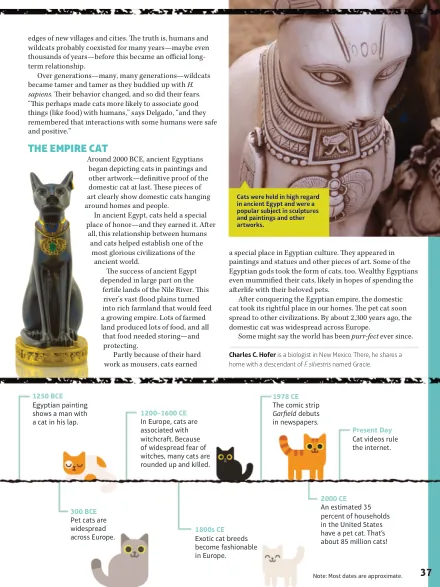 edges of new villages and cities. The truth is, humans and
wildcats probably coexisted for many years—maybe even
thousands of years—before this became an official long-
term relationship.
Over generations—many, many generations—wildcats
became tamer and tamer as they buddied up with H.
sapiens. Their behavior changed, and so did their fears.
“This perhaps made cats more likely to associate good
things (like food) with humans,” says Delgado, “and they
remembered that interactions with some humans were safe
and positive.”
THE EMPIRE CAT
Around 2000 BCE, ancient Egyptians
began depicting cats in paintings and
other artwork—definitive proof of the
domestic cat at last. These pieces of
art clearly show domestic cats hanging
around homes and people.
In ancient Egypt, cats held a special
place of honor—and they earned it. After
all, this relationship between humans
and cats helped establish one of the
most glorious civilizations of the
ancient world.
The success of ancient Egypt
depended in large part on the
fertile lands of the Nile River. This
river’s vast flood plains turned
into rich farmland that would feed
a growing empire. Lots of farmed
land produced lots of food, and all
that food needed storing—and
protecting.
Partly because of their hard
work as mousers, cats earned
Cats were held in high regard
in ancient Egypt and were a
popular subject in sculptures
and paintings and other
artworks.
a special place in Egyptian culture. They appeared in
paintings and statues and other pieces of art. Some of the
Egyptian gods took the form of cats, too. Wealthy Egyptians
even mummified their cats, likely in hopes of spending the
afterlife with their beloved pets.
After conquering the Egyptian empire, the domestic
cat took its rightful place in our homes. The pet cat soon
spread to other civilizations. By about 2,300 years ago, the
domestic cat was widespread across Europe.
Some might say the world has been purr-fect ever since.
Charles C. Hofer is a biologist in New Mexico. There, he shares a
home with a descendant of F. silvestris named Gracie.
1250 BCE
Egyptian painting
shows a man with
a cat in his lap.
300 BCE
Pet cats are
widespread
across Europe.
1200–1600 CE
In Europe, cats are
associated with
witchcraft. Because
of widespread fear of
witches, many cats are
rounded up and killed.
1800s CE
Exotic cat breeds
become fashionable
in Europe.
1978 CE
The comic strip
Garfield debuts
in newspapers.
2000 CE
An estimated 35
percent of households
in the United States
have a pet cat. That’s
about 85 million cats!
Present Day
Cat videos rule
the internet.
Note: Most dates are approximate.
37